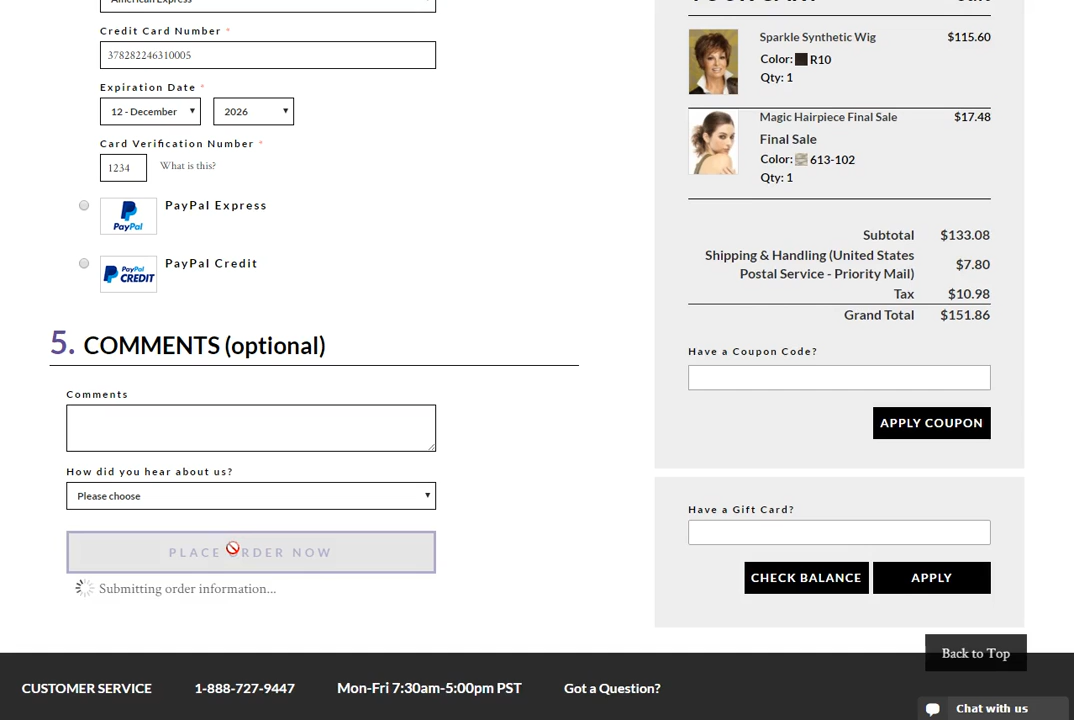 Credit Card Number *
378282246310005
Expiration Date *
12 - December
2026
Card Verification Number *
1234
What is this?
PayPal
PayPal Express
PayPal CREDIT
PayPal Credit
5. COMMENTS (optional)
Comments
How did you hear about us?
Please choose
PLACE ORDER NOW
Submitting order information...
Sparkle Synthetic Wig
$115.60
Color: R10
Qty: 1
Magic Hairpiece Final Sale
$17.48
Final Sale
Color: 613-102
Qty: 1
Subtotal $133.08
Shipping & Handling (United States
Postal Service - Priority Mail) $7.80
Tax $10.98
Grand Total $151.86
Have a Coupon Code?
APPLY COUPON
Have a Gift Card?
CHECK BALANCE
APPLY
Back to Top
CUSTOMER SERVICE
1-888-727-9447
Mon-Fri 7:30am-5:00pm PST
Got a Question?
Chat with us